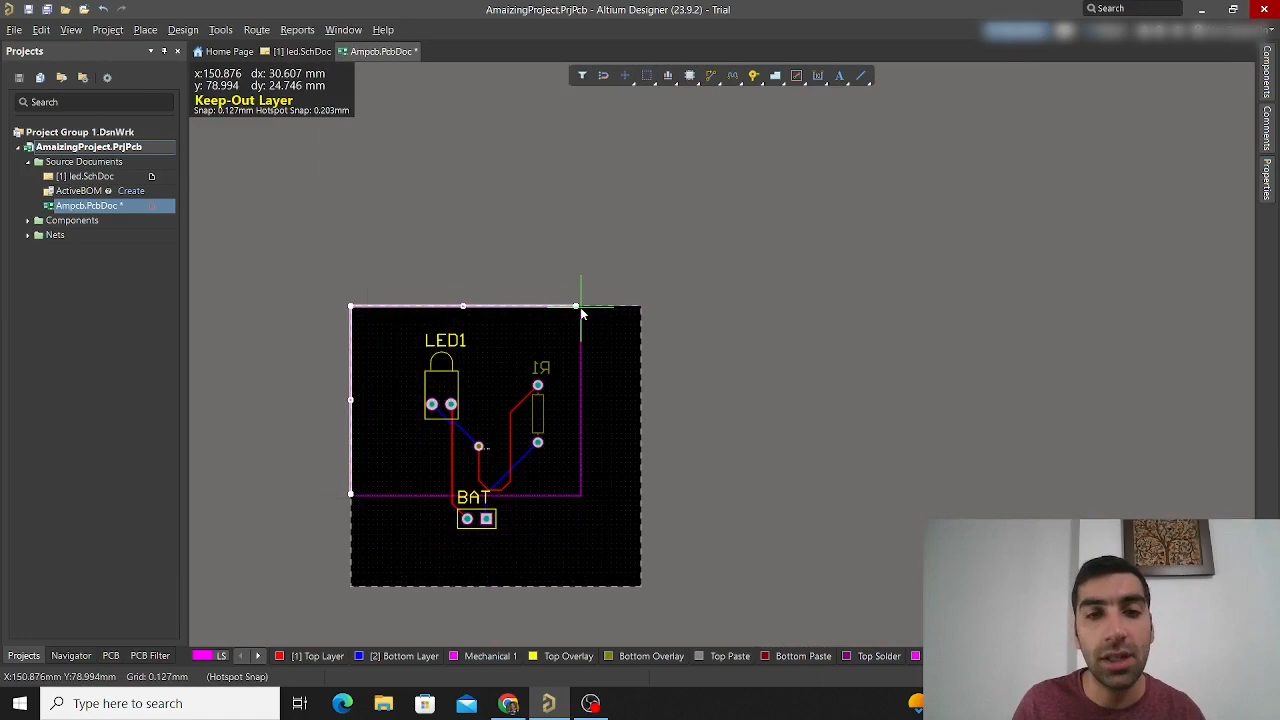 AmaIzingProject.PrjPcb - Altium Designer (23.9.2) - Trial
Search
File Edit View Project Place Design Tools Route Reports Window Help
Projects
Home Page [1] led.SchDoc Ampcb.PcbDoc *
x:150.876 dx: 30.607 mm
y: 78.994 dy: 24.746 mm
Keep-Out Layer
Snap: 0.127mm Hotspot Snap: 0.203mm
Search
Project Group 1.DsnWrk
AmaIzingProject.PrjPcb
Source Documents
[1] led.SchDoc
ActiveBOM Create
Ampcb.PcbDoc *
Components
Nets
Components
Comments
Properties
LED1
R1
BAT
Projects Navigator PCB PCB Filter
LS [1] Top Layer [2] Bottom Layer Mechanical 1 Top Overlay Bottom Overlay Top Paste Bottom Paste Top Solder
X:150.876mm Y:78.994mm Grid: 0.127mm (Hotspot Snap)
Type here to search